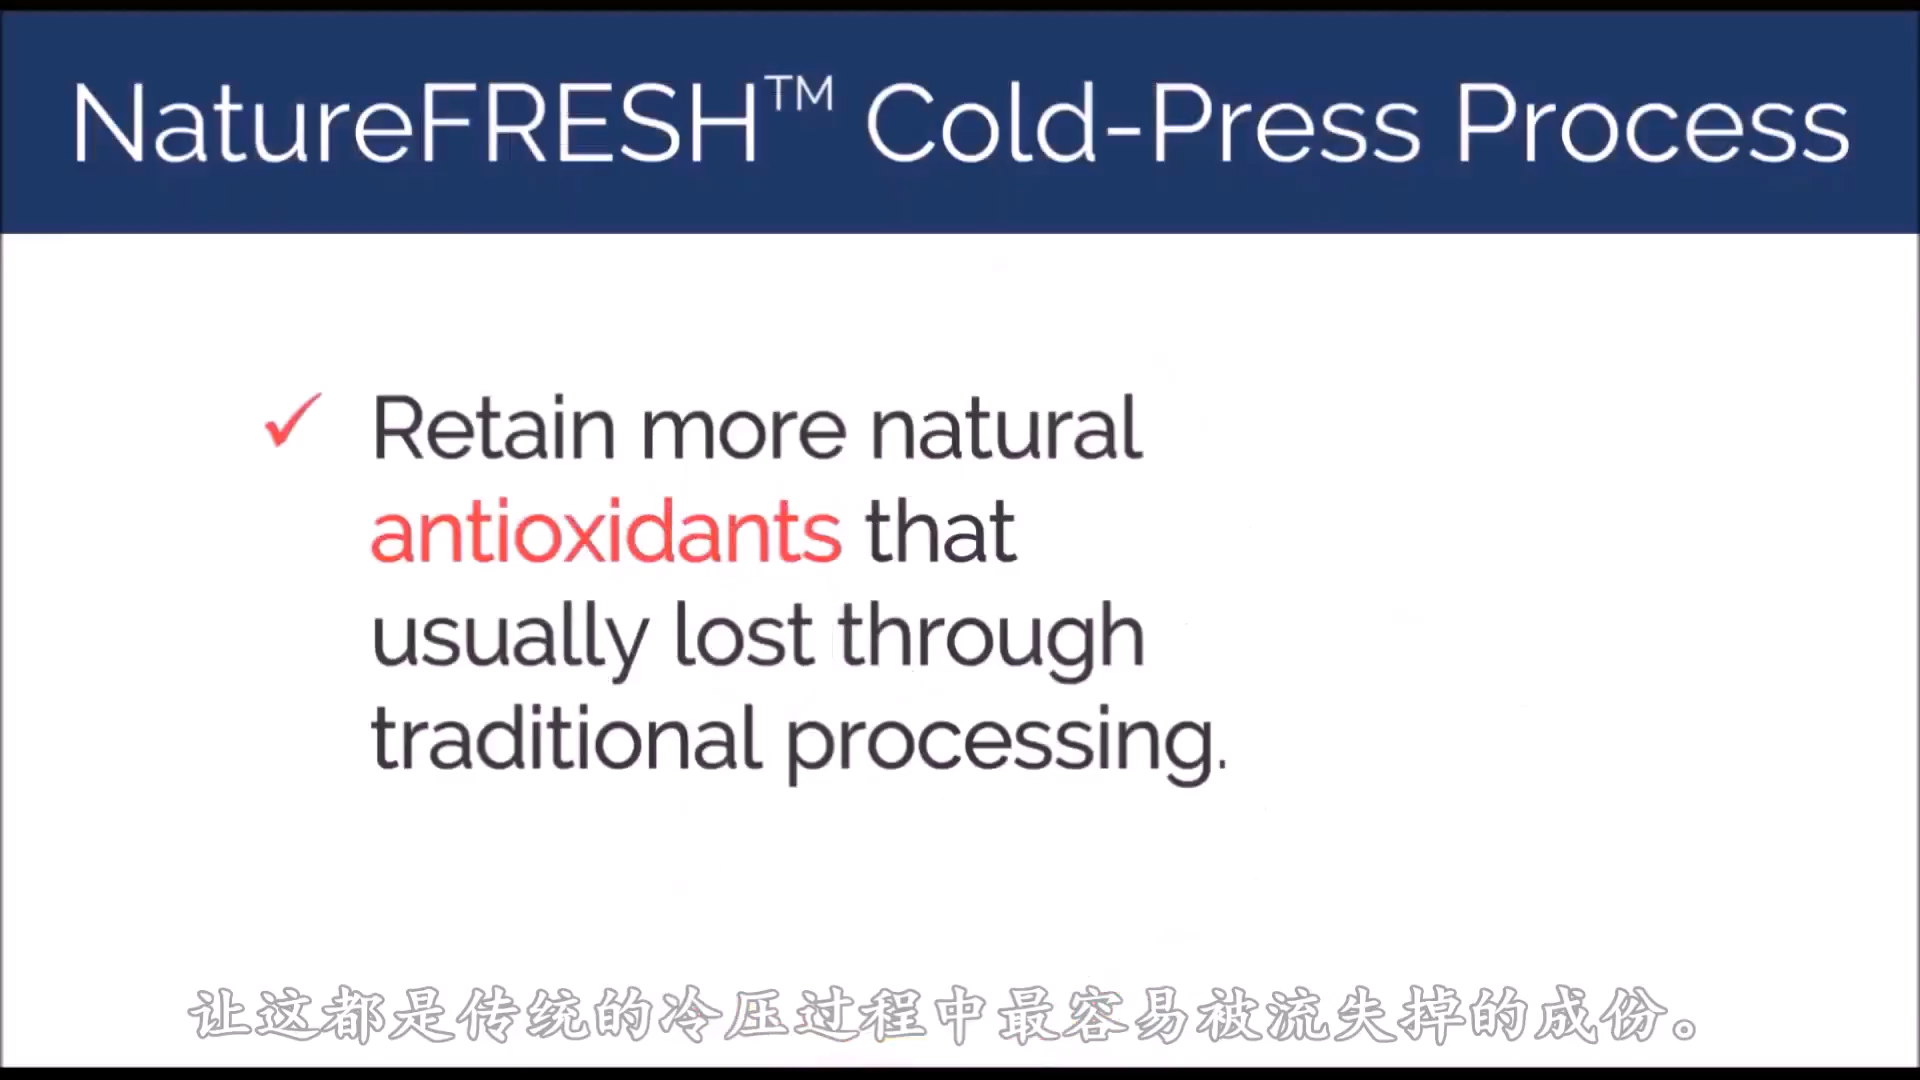 NatureFRESH™ Cold-Press Process
✓ Retain more natural
antioxidants that
usually lost through
traditional processing.
让这都是传统的冷压过程中最容易被流失掉的成份。